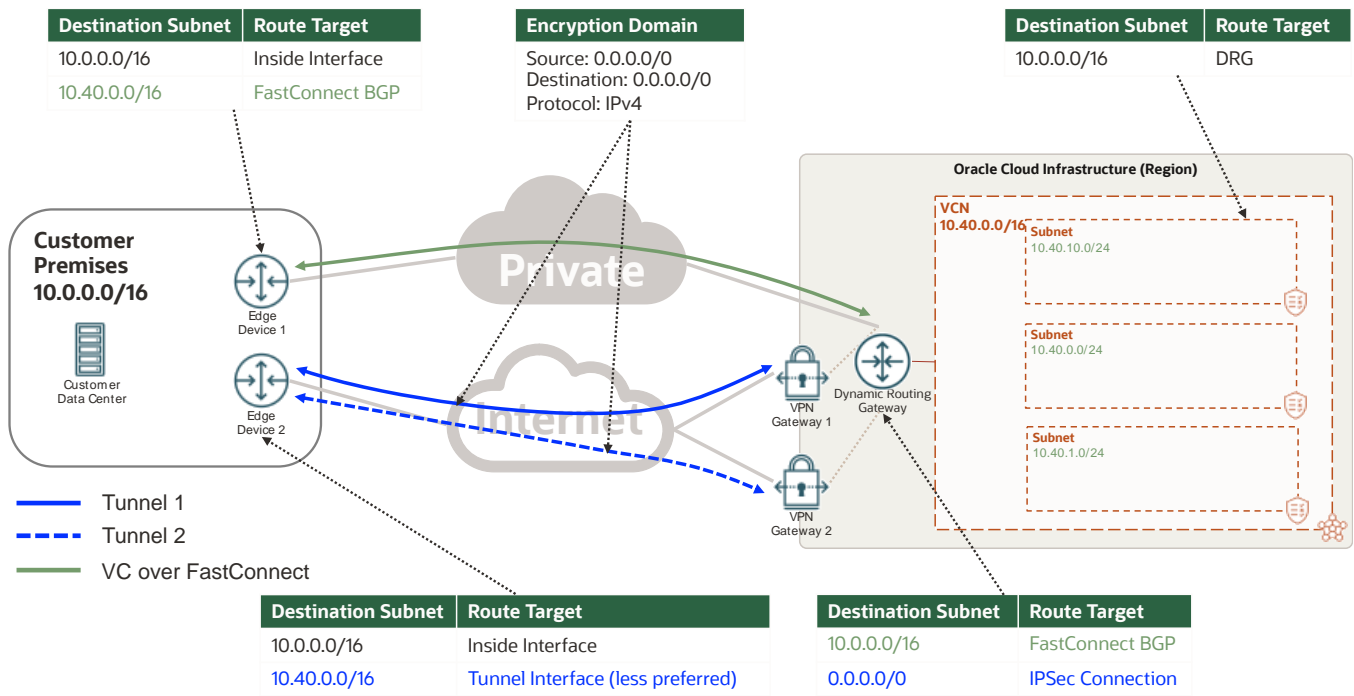 Destination Subnet Route Target
10.0.0.0/16 Inside Interface
10.40.0.0/16 FastConnect BGP
Encryption Domain
Source: 0.0.0.0/0
Destination: 0.0.0.0/0
Protocol: IPv4
Destination Subnet Route Target
10.0.0.0/16 DRG
Oracle Cloud Infrastructure (Region)
Customer
Premises
10.0.0.0/16
Customer
Data Center
Edge
Device 1
Edge
Device 2
Private
Internet
VPN
Gateway 1
VPN
Gateway 2
Dynamic Routing
Gateway
VCN
10.40.0.0/16
Subnet
10.40.10.0/24
Subnet
10.40.0.0/24
Subnet
10.40.1.0/24
Tunnel 1
Tunnel 2
VC over FastConnect
Destination Subnet Route Target
10.0.0.0/16 Inside Interface
10.40.0.0/16 Tunnel Interface (less preferred)
Destination Subnet Route Target
10.0.0.0/16 FastConnect BGP
0.0.0.0/0 IPSec Connection